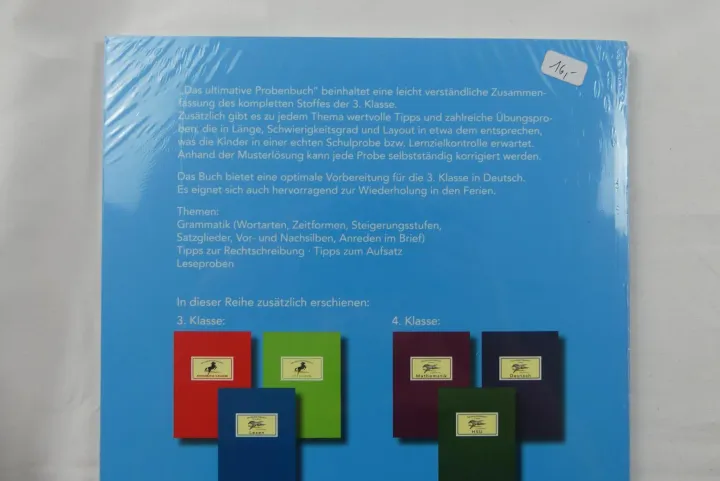 16,-
„Das ultimative Probenbuch" beinhaltet eine leicht verständliche Zusammen-
fassung des kompletten Stoffes der 3. Klasse.
Zusätzlich gibt es zu jedem Thema wertvolle Tipps und zahlreiche Übungspro-
ben, die in Länge, Schwierigkeitsgrad und Layout in etwa dem entsprechen,
was die Kinder in einer echten Schulprobe bzw. Lernzielkontrolle erwartet.
Anhand der Musterlösung kann jede Probe selbstständig korrigiert werden.
Das Buch bietet eine optimale Vorbereitung für die 3. Klasse in Deutsch.
Es eignet sich auch hervorragend zur Wiederholung in den Ferien.
Themen:
Grammatik (Wortarten, Zeitformen, Steigerungsstufen,
Satzglieder, Vor- und Nachsilben, Anreden im Brief)
Tipps zur Rechtschreibung · Tipps zum Aufsatz
Leseproben
In dieser Reihe zusätzlich erschienen:
3. Klasse:
4. Klasse:
Mathematik
Deutsch
Lesen
HSU